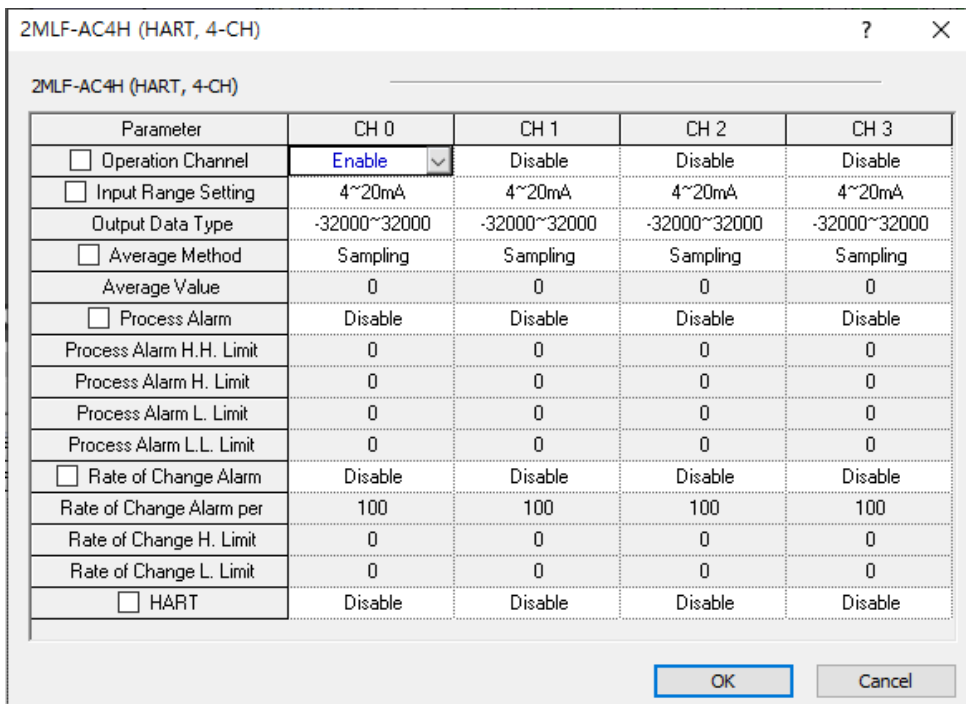 2MLF-AC4H (HART, 4-CH)
?
2MLF-AC4H (HART, 4-CH)
Parameter CH 0 CH 1 CH 2 CH 3
Operation Channel Enable Disable Disable Disable
Input Range Setting 4~20mA 4~20mA 4~20mA 4~20mA
Output Data Type -32000~32000 -32000~32000 -32000~32000 -32000~32000
Average Method Sampling Sampling Sampling Sampling
Average Value 0 0 0 0
Process Alarm Disable Disable Disable Disable
Process Alarm H.H. Limit 0 0 0 0
Process Alarm H. Limit 0 0 0 0
Process Alarm L. Limit 0 0 0 0
Process Alarm L.L. Limit 0 0 0 0
Rate of Change Alarm Disable Disable Disable Disable
Rate of Change Alarm per 100 100 100 100
Rate of Change H. Limit 0 0 0 0
Rate of Change L. Limit 0 0 0 0
HART Disable Disable Disable Disable
OK Cancel